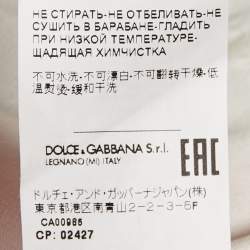 НЕ СТИРАТЬ-НЕ ОТБЕЛИВАТЬ-НЕ
СУШИТЬ В БАРАБАНЕ-ГЛАДИТЬ
ПРИ НИЗКОЙ ТЕМПЕРАТУРЕ-
ЩАДЯЩАЯ ХИМЧИСТКА
不可水洗-不可漂白-不可翻转干燥-低
温熨烫-缓和干洗
DOLCE & GABBANA S.r.l.
LEGNANO (MI) ITALY
EAC
ドルチェ・アンド・ガッバーナジャパン(株)
東京都港区南青山2-2-3-5F
CA00986
CP: 02427